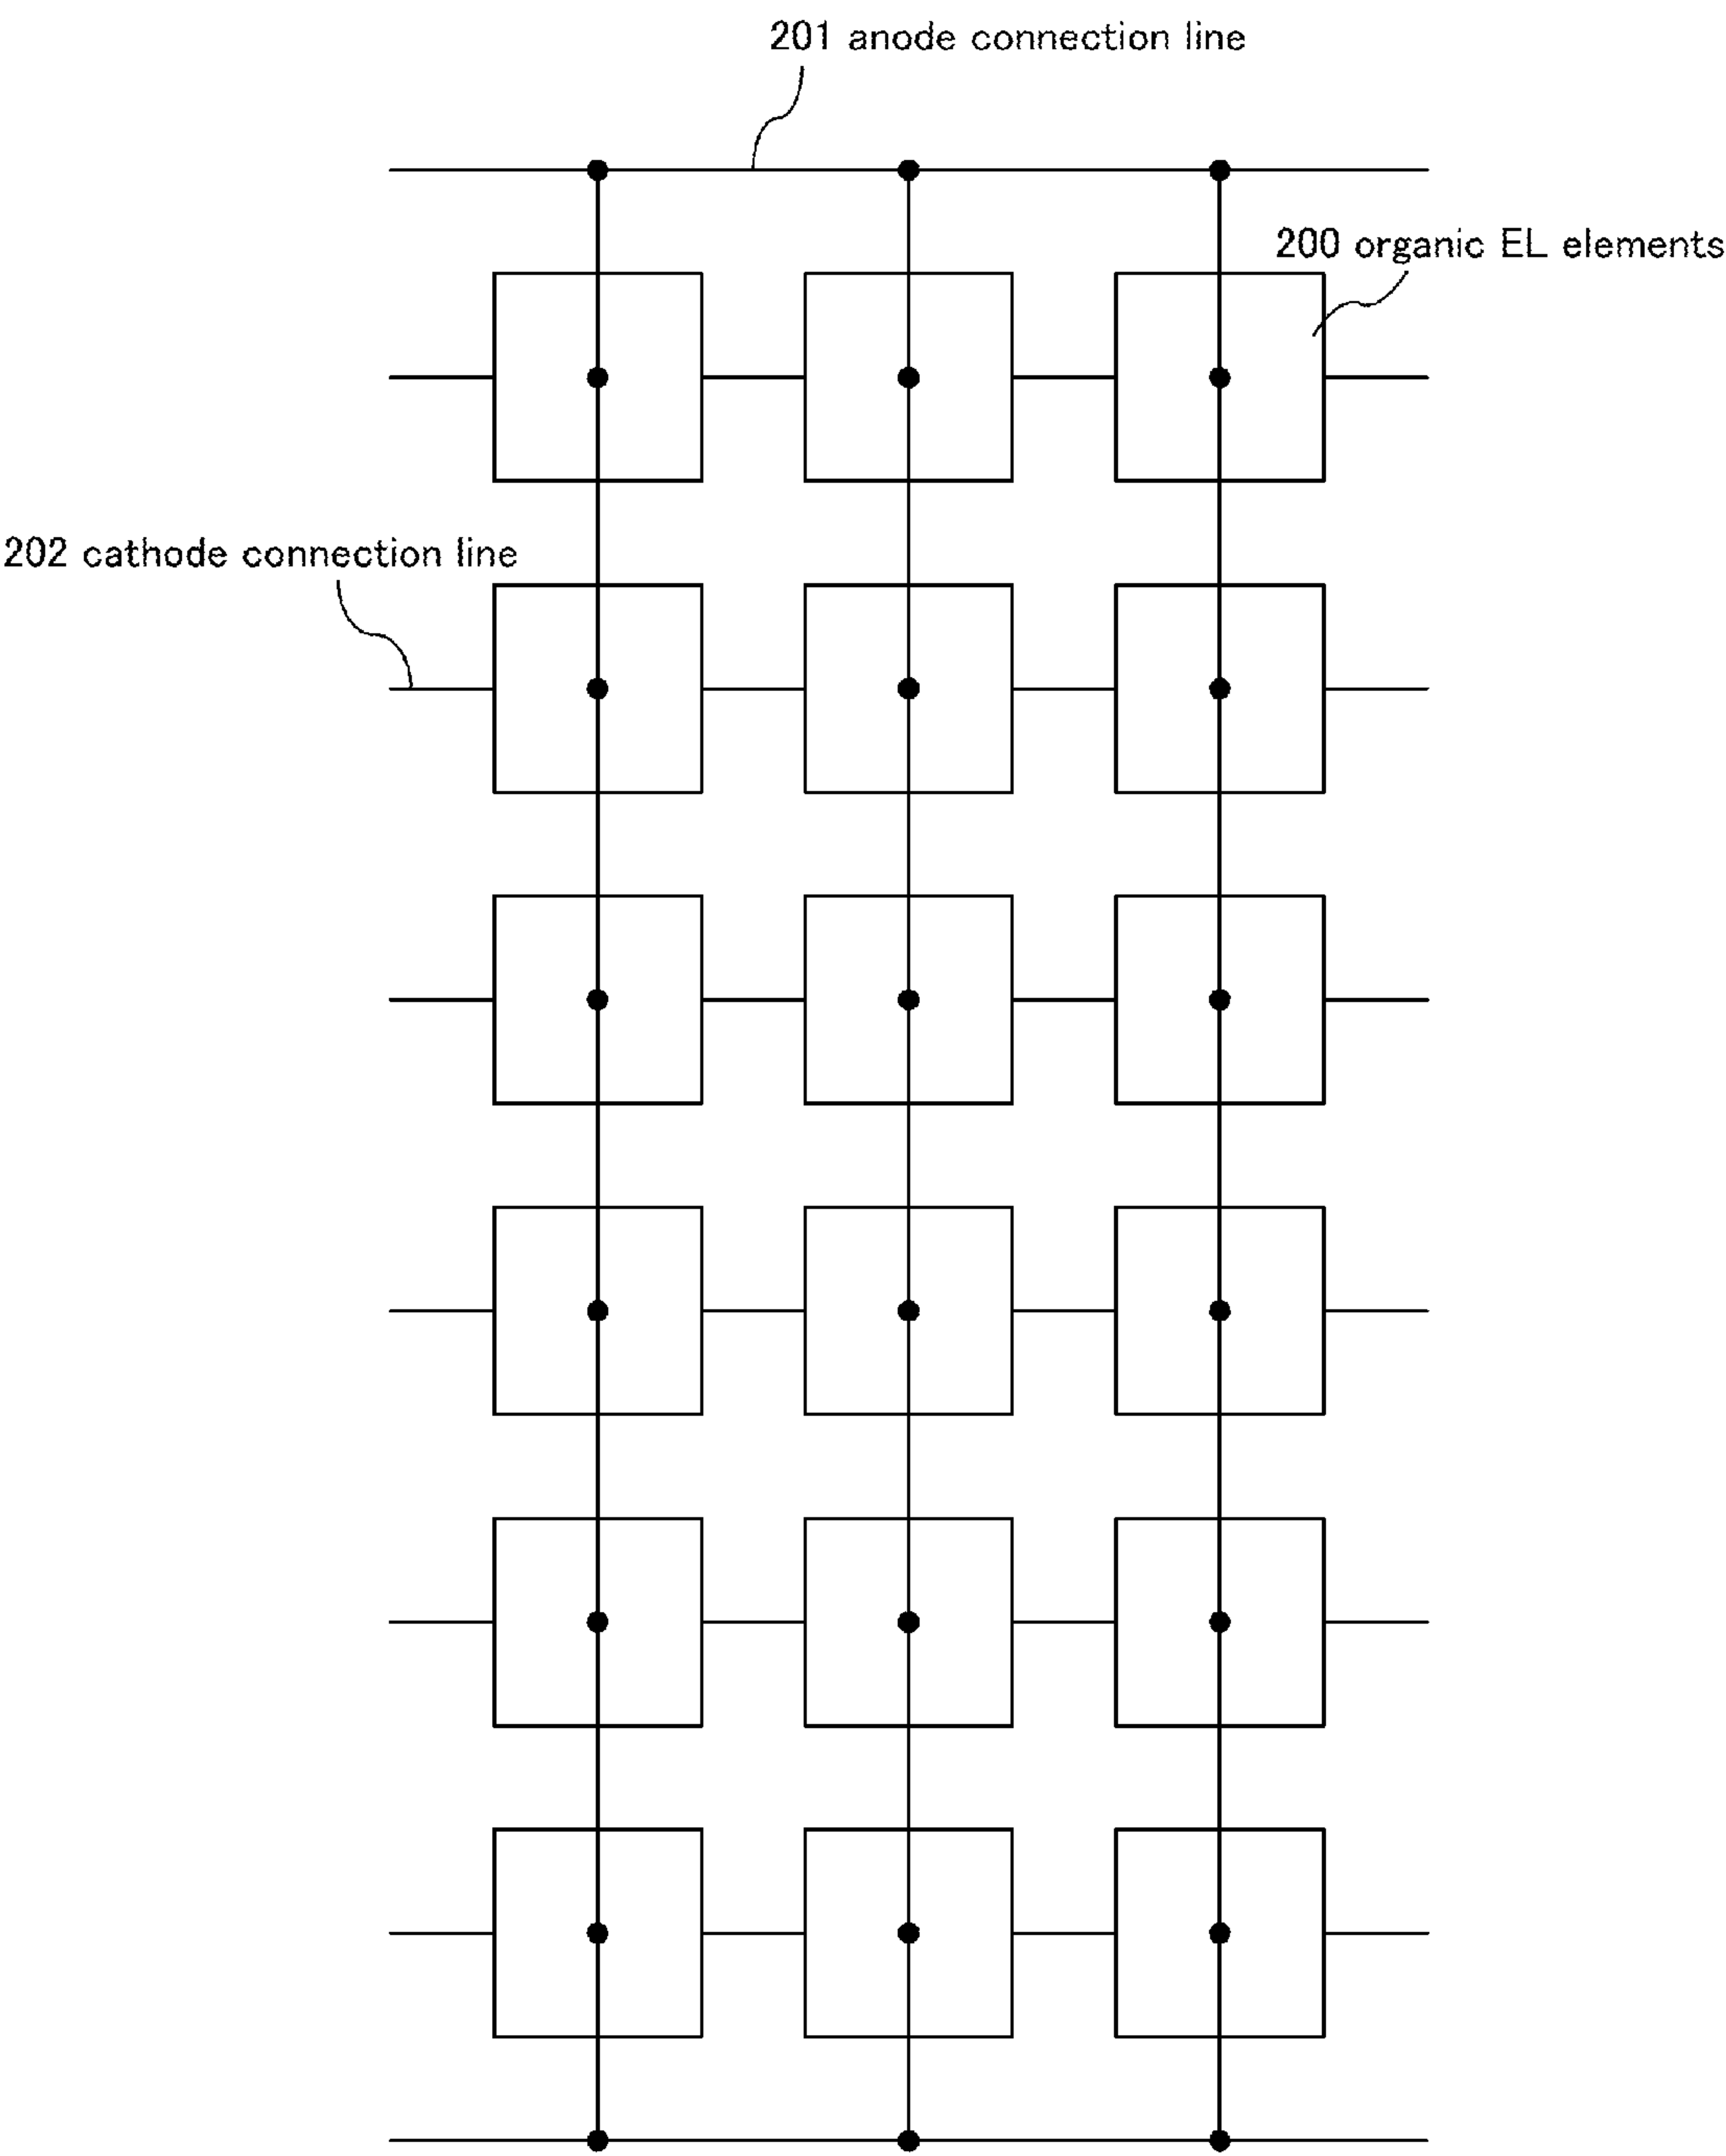 201 anode connection line
200 organic EL elements
202 cathode connection line